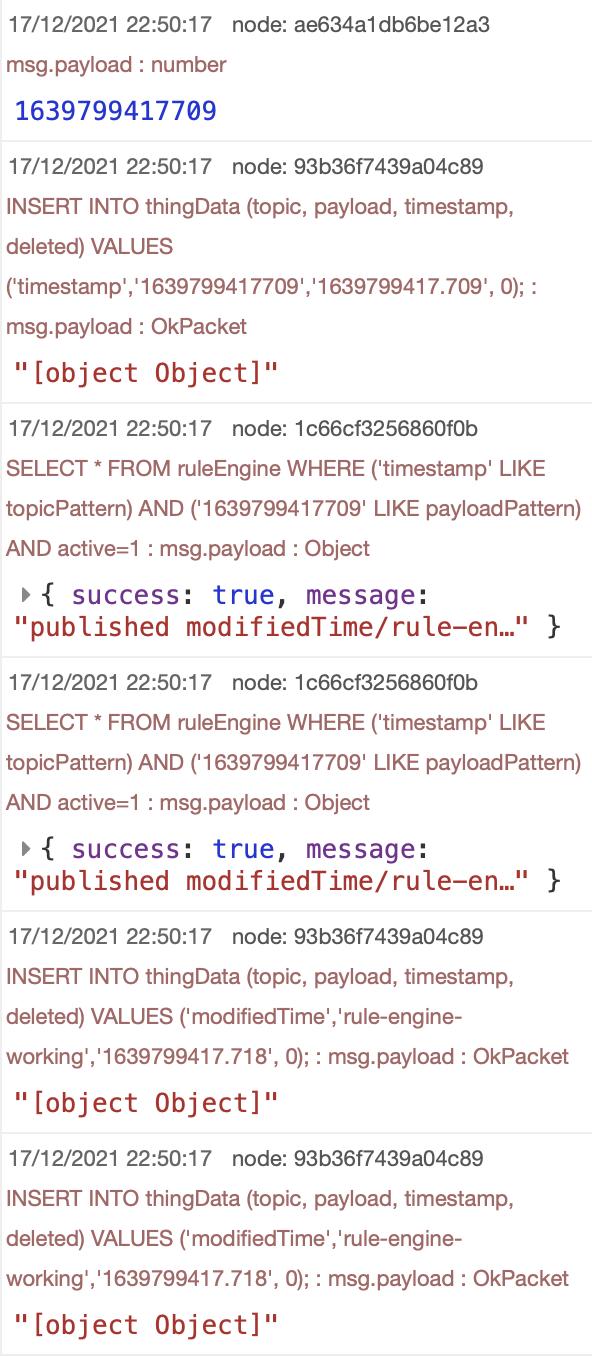 17/12/2021 22:50:17 node: ae634a1db6be12a3
msg.payload : number
1639799417709
17/12/2021 22:50:17 node: 93b36f7439a04c89
INSERT INTO thingData (topic, payload, timestamp,
deleted) VALUES
('timestamp','1639799417709','1639799417.709', 0); :
msg.payload : OkPacket
"[object Object]"
17/12/2021 22:50:17 node: 1c66cf3256860f0b
SELECT * FROM ruleEngine WHERE ('timestamp' LIKE
topicPattern) AND ('1639799417709' LIKE payloadPattern)
AND active=1 : msg.payload : Object
{ success: true, message:
"published modifiedTime/rule-en…" }
17/12/2021 22:50:17 node: 1c66cf3256860f0b
SELECT * FROM ruleEngine WHERE ('timestamp' LIKE
topicPattern) AND ('1639799417709' LIKE payloadPattern)
AND active=1 : msg.payload : Object
{ success: true, message:
"published modifiedTime/rule-en…" }
17/12/2021 22:50:17 node: 93b36f7439a04c89
INSERT INTO thingData (topic, payload, timestamp,
deleted) VALUES ('modifiedTime','rule-engine-
working','1639799417.718', 0); : msg.payload : OkPacket
"[object Object]"
17/12/2021 22:50:17 node: 93b36f7439a04c89
INSERT INTO thingData (topic, payload, timestamp,
deleted) VALUES ('modifiedTime','rule-engine-
working','1639799417.718', 0); : msg.payload : OkPacket
"[object Object]"